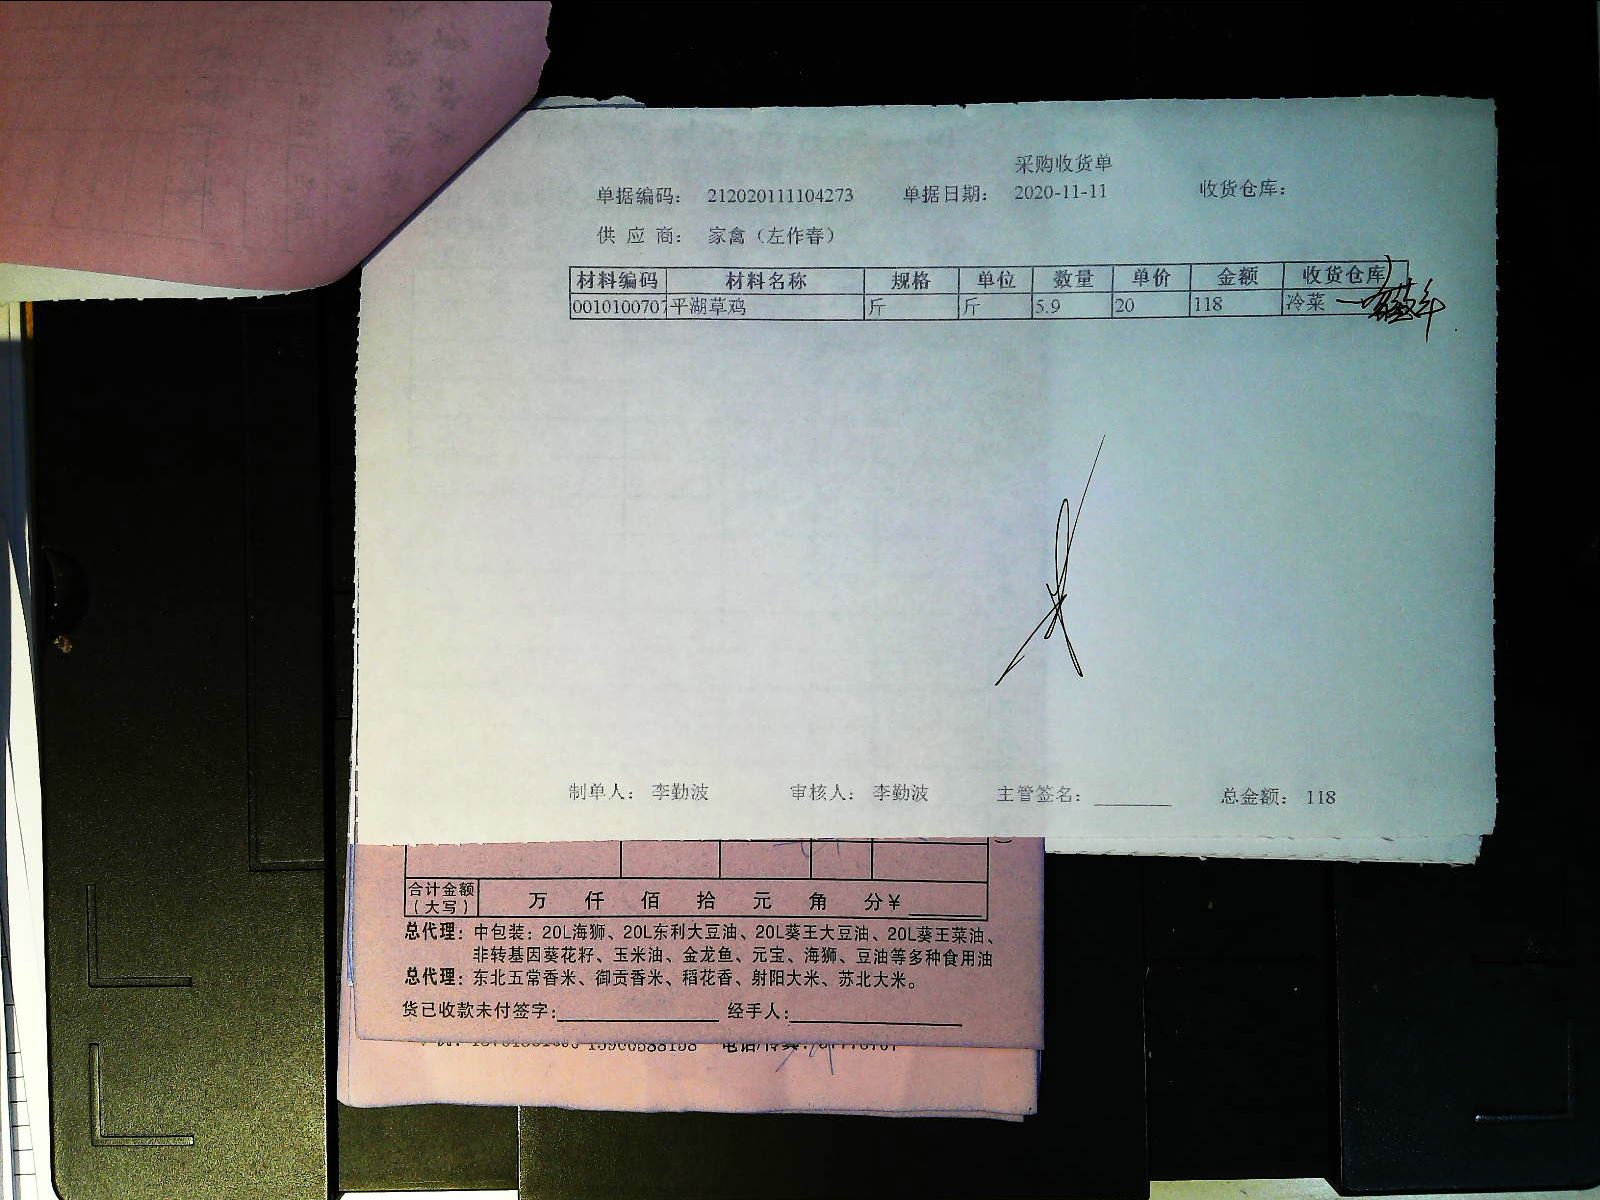 采购收货单
单据编码： 212020111104273 单据日期： 2020-11-11 收货仓库：
供 应 商： 家禽（左作春）
材料编码 材料名称 规格 单位 数量 单价 金额 收货仓库
0010100707 平湖草鸡 斤 斤 5.9 20 118 冷菜
制单人： 李勤波 审核人： 李勤波 主管签名： 总金额： 118
合计金额（大写） 万 仟 佰 拾 元 角 分￥
总代理：中包装：20L海狮、20L东利大豆油、20L葵王大豆油、20L葵王菜油、
非转基因葵花籽、玉米油、金龙鱼、元宝、海狮、豆油等多种食用油
总代理：东北五常香米、御贡香米、稻花香、射阳大米、苏北大米。
货已收款未付签字： 经手人：